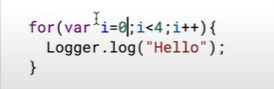 for(var i=0;i<4;i++){
Logger.log("Hello");
}